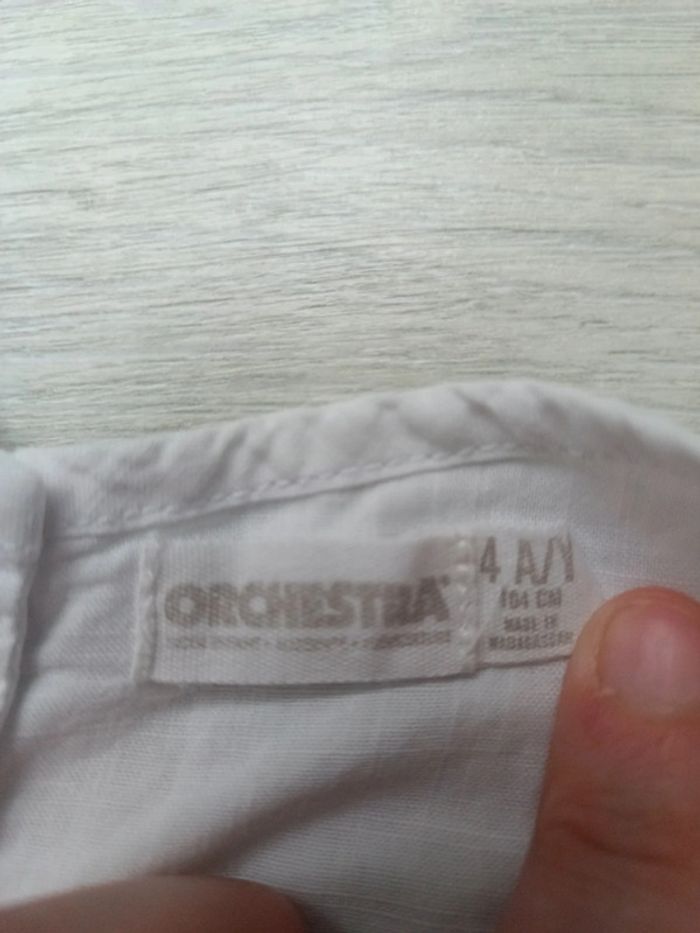 ORCHESTRA
4 A/Y
104 CM
MADE IN
MADAGASCAR